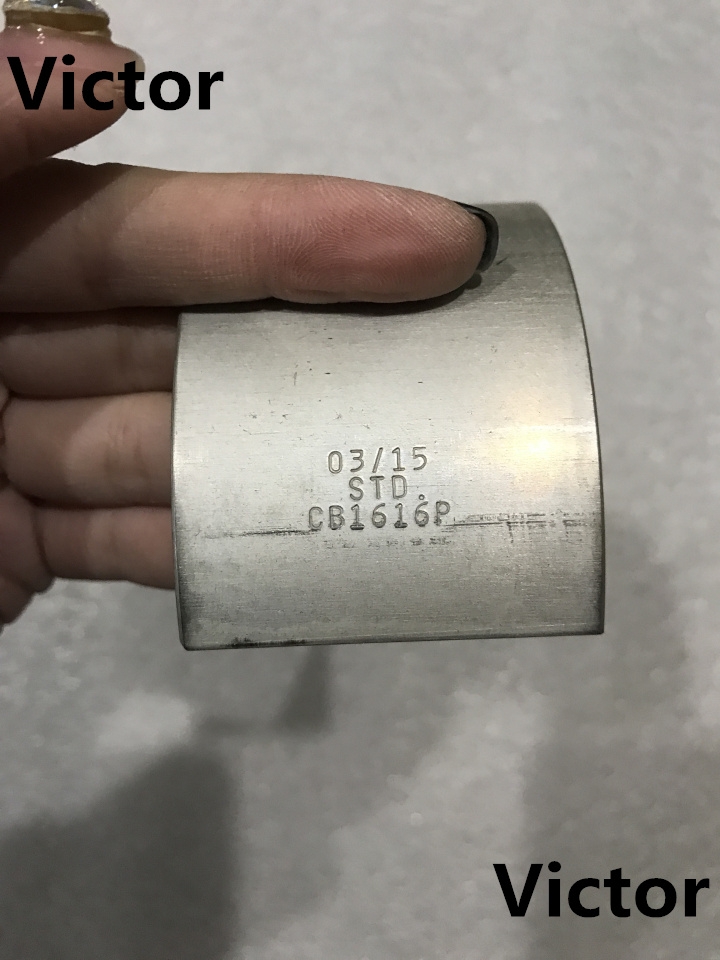 Victor
03/15
STD.
CB1616P
Victor